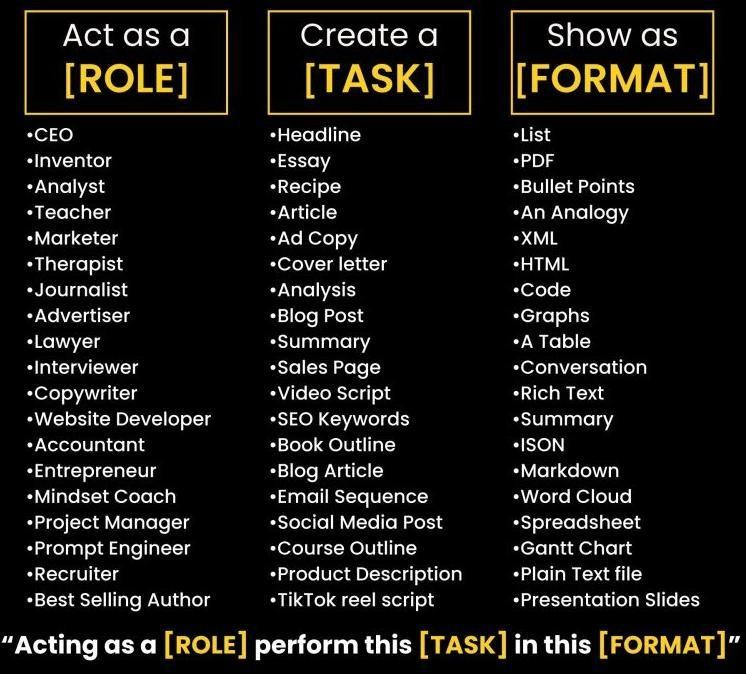 Act as a
[ROLE]
•CEO
•Inventor
•Analyst
•Teacher
•Marketer
•Therapist
•Journalist
•Advertiser
•Lawyer
•Interviewer
•Copywriter
•Website Developer
•Accountant
•Entrepreneur
•Mindset Coach
•Project Manager
•Prompt Engineer
•Recruiter
•Best Selling Author
Create a
[TASK]
•Headline
•Essay
•Recipe
•Article
•Ad Copy
•Cover letter
•Analysis
•Blog Post
•Summary
•Sales Page
•Video Script
•SEO Keywords
•Book Outline
•Blog Article
•Email Sequence
•Social Media Post
•Course Outline
•Product Description
•TikTok reel script
Show as
[FORMAT]
•List
•PDF
•Bullet Points
•An Analogy
•XML
•HTML
•Code
•Graphs
•A Table
•Conversation
•Rich Text
•Summary
•ISON
•Markdown
•Word Cloud
•Spreadsheet
•Gantt Chart
•Plain Text file
•Presentation Slides
“Acting as a [ROLE] perform this [TASK] in this [FORMAT]”